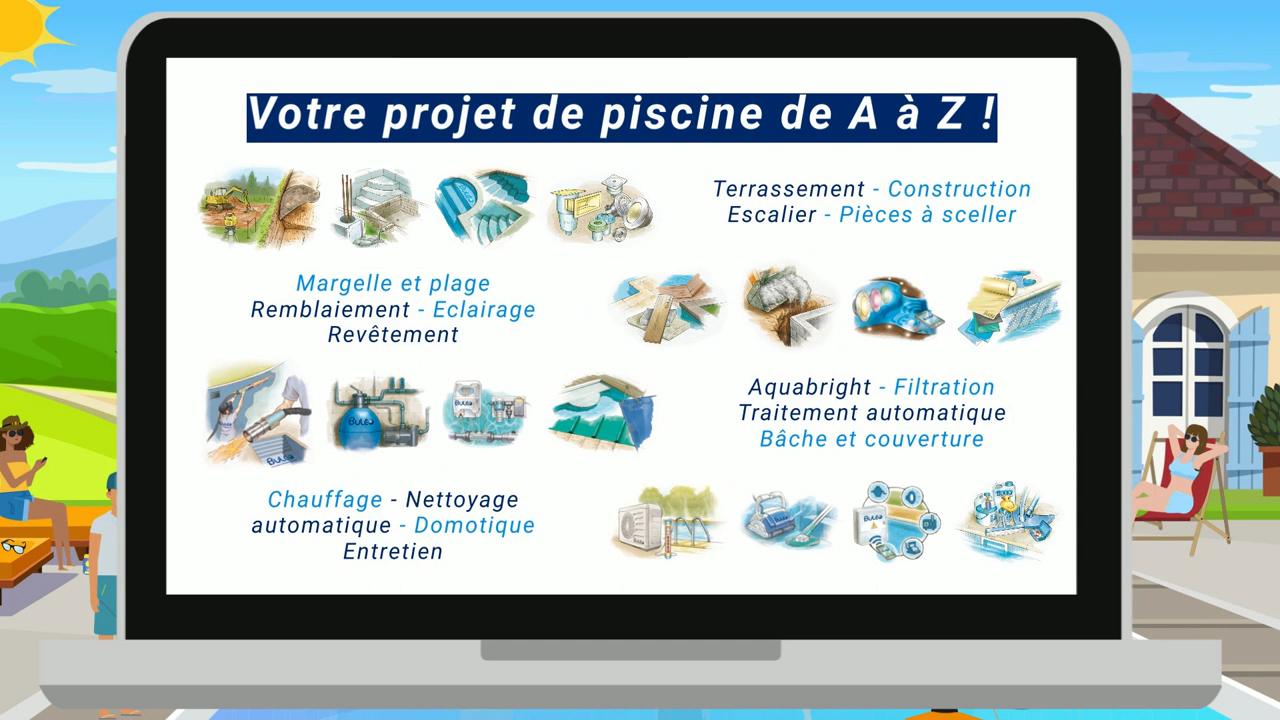 Votre projet de piscine de A à Z !
Terrassement - Construction
Escalier - Pièces à sceller
Margelle et plage
Remblaiement - Eclairage
Revêtement
Aquabright - Filtration
Traitement automatique
Bâche et couverture
Chauffage - Nettoyage
automatique - Domotique
Entretien